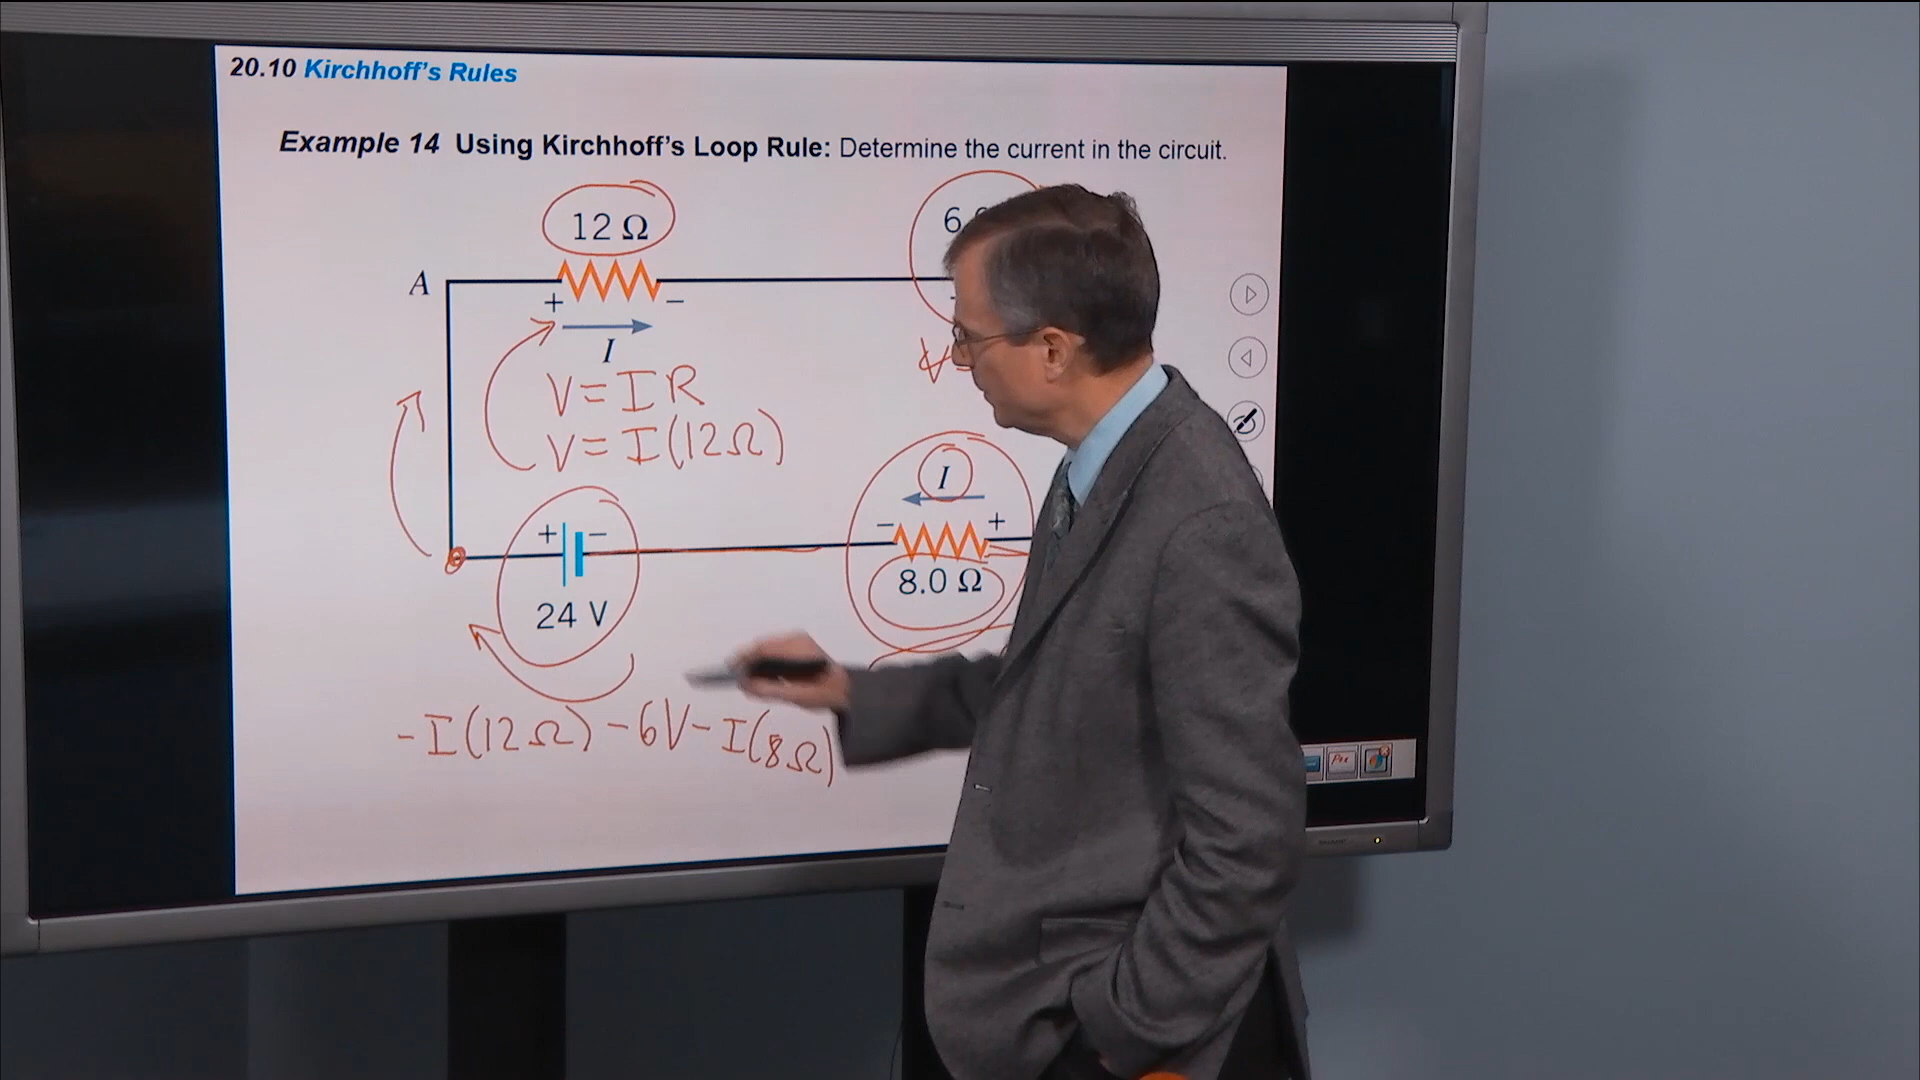 20.10 Kirchhoff's Rules
Example 14 Using Kirchhoff's Loop Rule: Determine the current in the circuit.
12 Ω
6
A
+ −
I
V = I R
V = I(12Ω)
I
+ −
− +
24 V
8.0 Ω
-I(12Ω) -6V-I(8Ω)